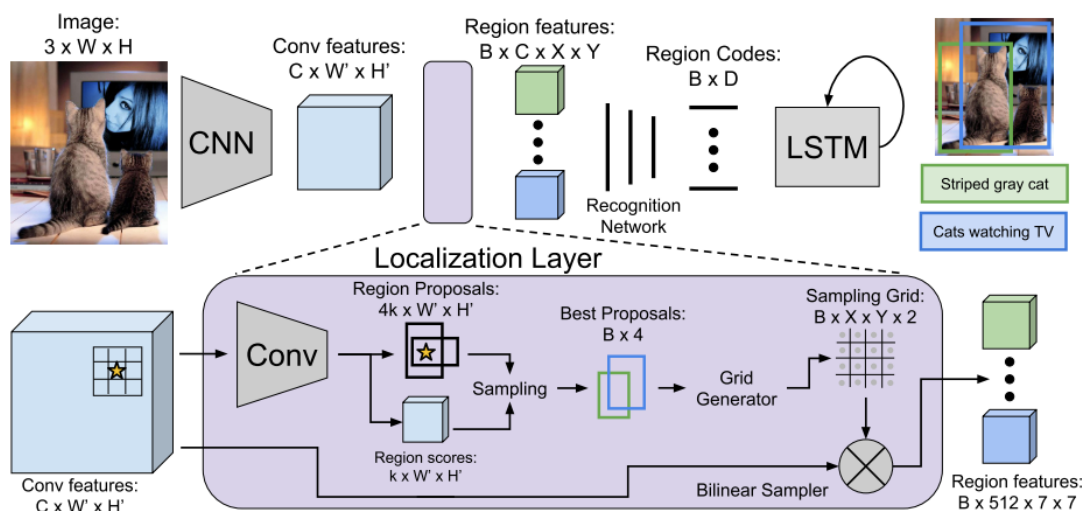 Image:
3 x W x H
CNN
Conv features:
C x W' x H'
Region features:
B x C x X x Y
Recognition
Network
Region Codes:
B x D
LSTM
Striped gray cat
Cats watching TV
Localization Layer
Conv features:
C x W' x H'
Conv
Region Proposals:
4k x W' x H'
Region scores:
k x W' x H'
Sampling
Best Proposals:
B x 4
Grid
Generator
Sampling Grid:
B x X x Y x 2
Bilinear Sampler
Region features:
B x 512 x 7 x 7